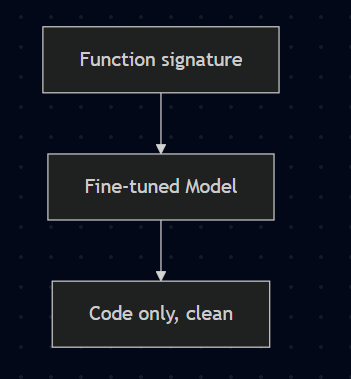 Function signature
Fine-tuned Model
Code only, clean